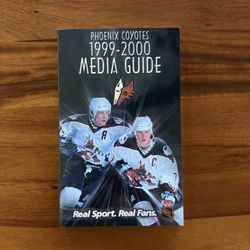 PHOENIX COYOTES
1999-2000
MEDIA GUIDE
A
C
Real Sport. Real Fans.